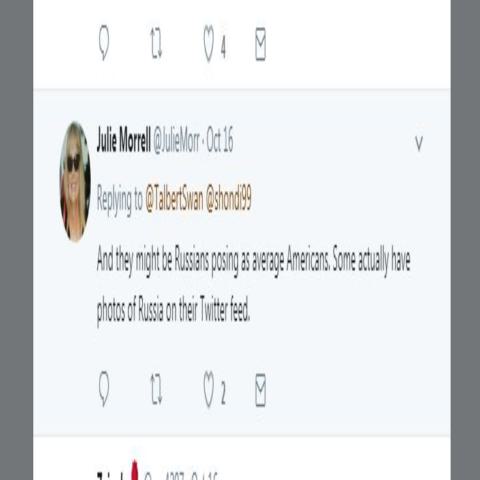 4
Julie Morrell @JulieMorr · Oct 16
Replying to @TalbertSwan @shondi99
And they might be Russians posing as average Americans. Some actually have
photos of Russia on their Twitter feed.
2